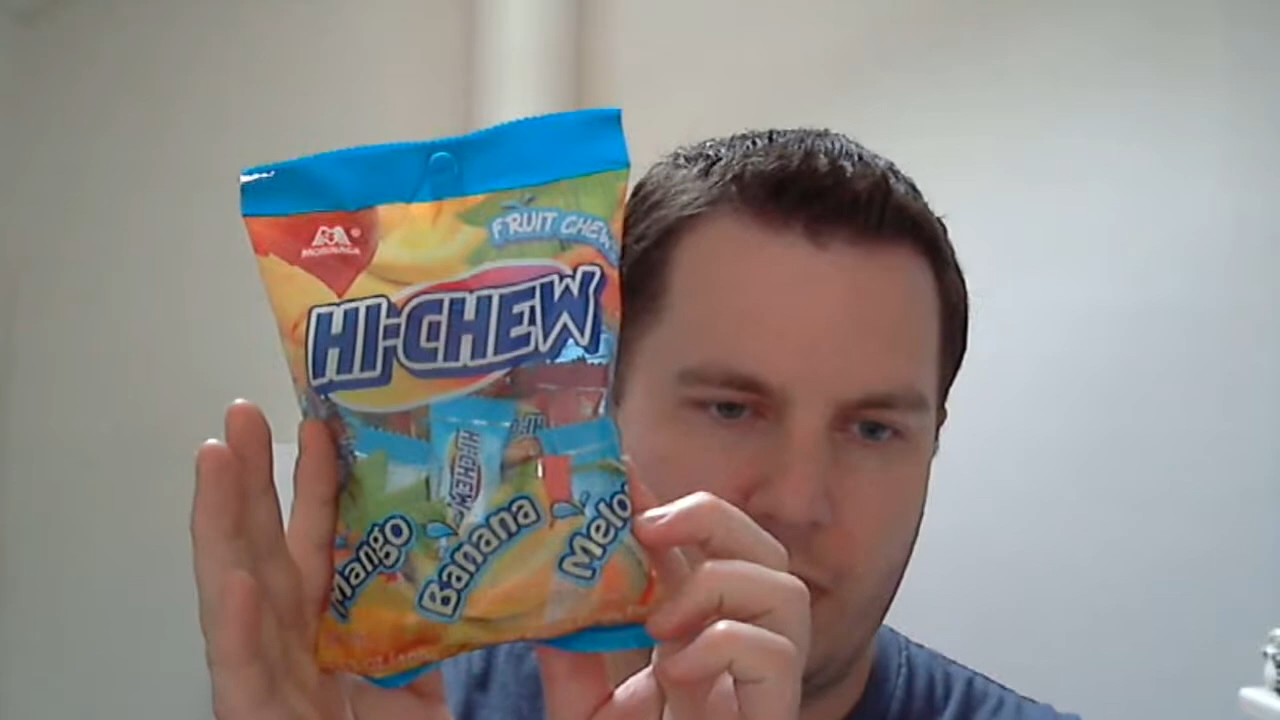 MORINAGA
FRUIT CHEW
HI-CHEW
HI-CHEW
Mango
Banana
Melo